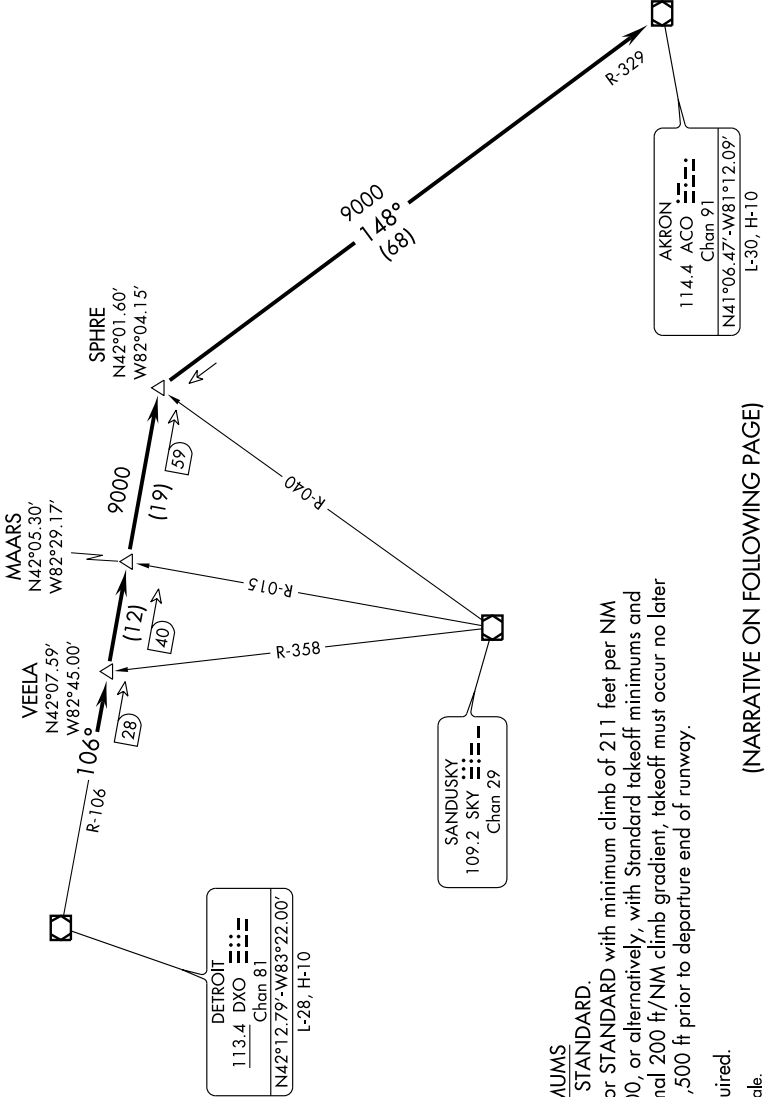 SPHRE
N42°01.60'
W82°04.15'
MAARS
N42°05.30'
W82°29.17'
VEELA
N42°07.59'
W82°45.00'
R-106
106°
28
(12)
40
9000
(19)
59
9000
148°
(68)
R-329
R-358
R-015
R-040
DETROIT
113.4 DXO
Chan 81
N42°12.79'-W83°22.00'
L-28, H-10
SANDUSKY
109.2 SKY
Chan 29
AKRON
114.4 ACO
Chan 91
N41°06.47'-W81°12.09'
L-30, H-10
STANDARD.
or STANDARD with minimum climb of 211 feet per NM
or alternatively, with Standard takeoff minimums and
200 ft/NM climb gradient, takeoff must occur no later
,500 ft prior to departure end of runway.
(NARRATIVE ON FOLLOWING PAGE)